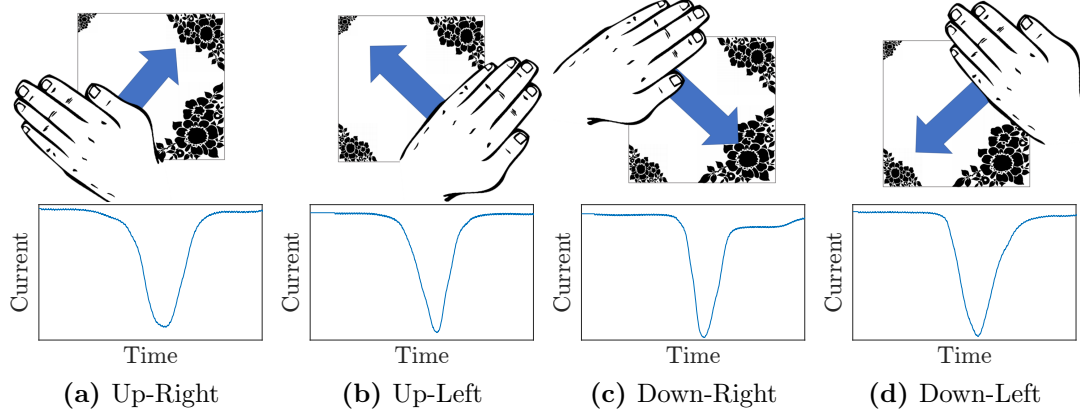 Current
Time
(a) Up-Right
Current
Time
(b) Up-Left
Current
Time
(c) Down-Right
Current
Time
(d) Down-Left